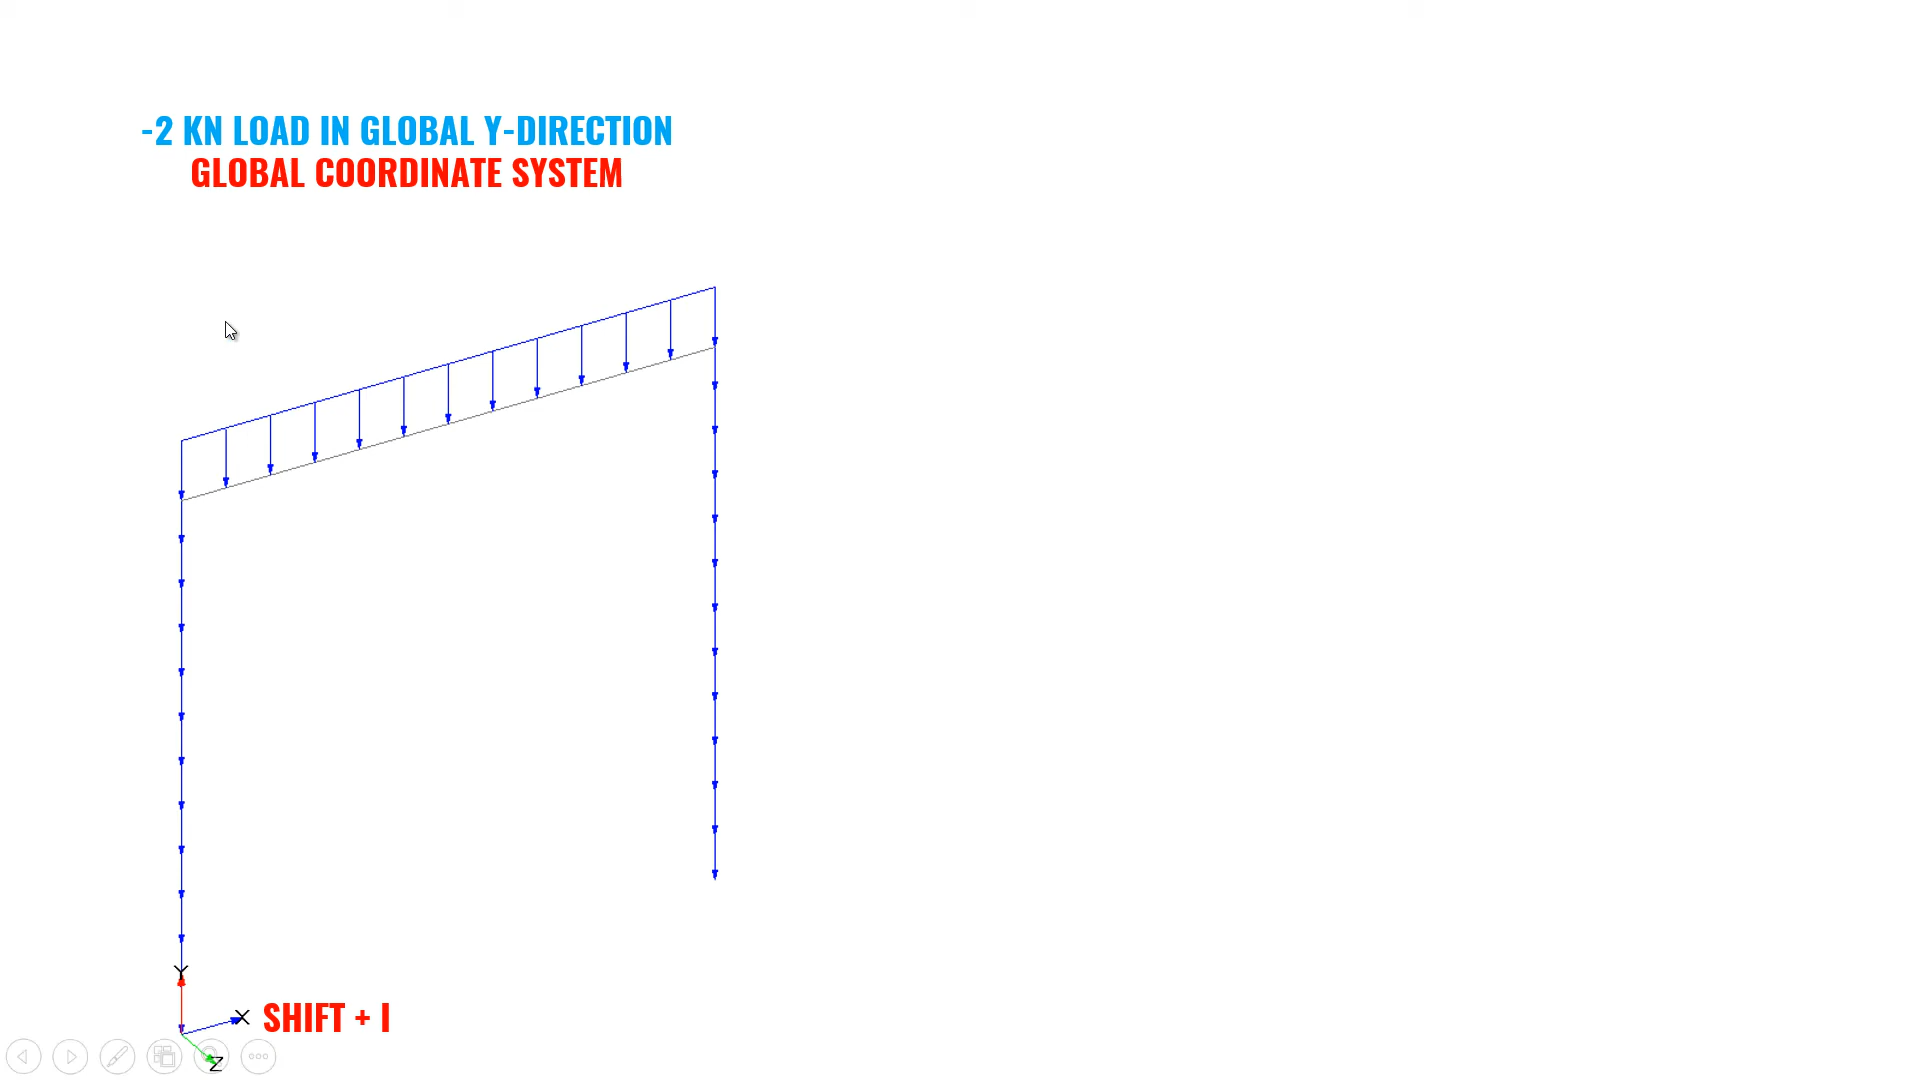 -2 KN LOAD IN GLOBAL Y-DIRECTION
GLOBAL COORDINATE SYSTEM
Y
X SHIFT + I
Z